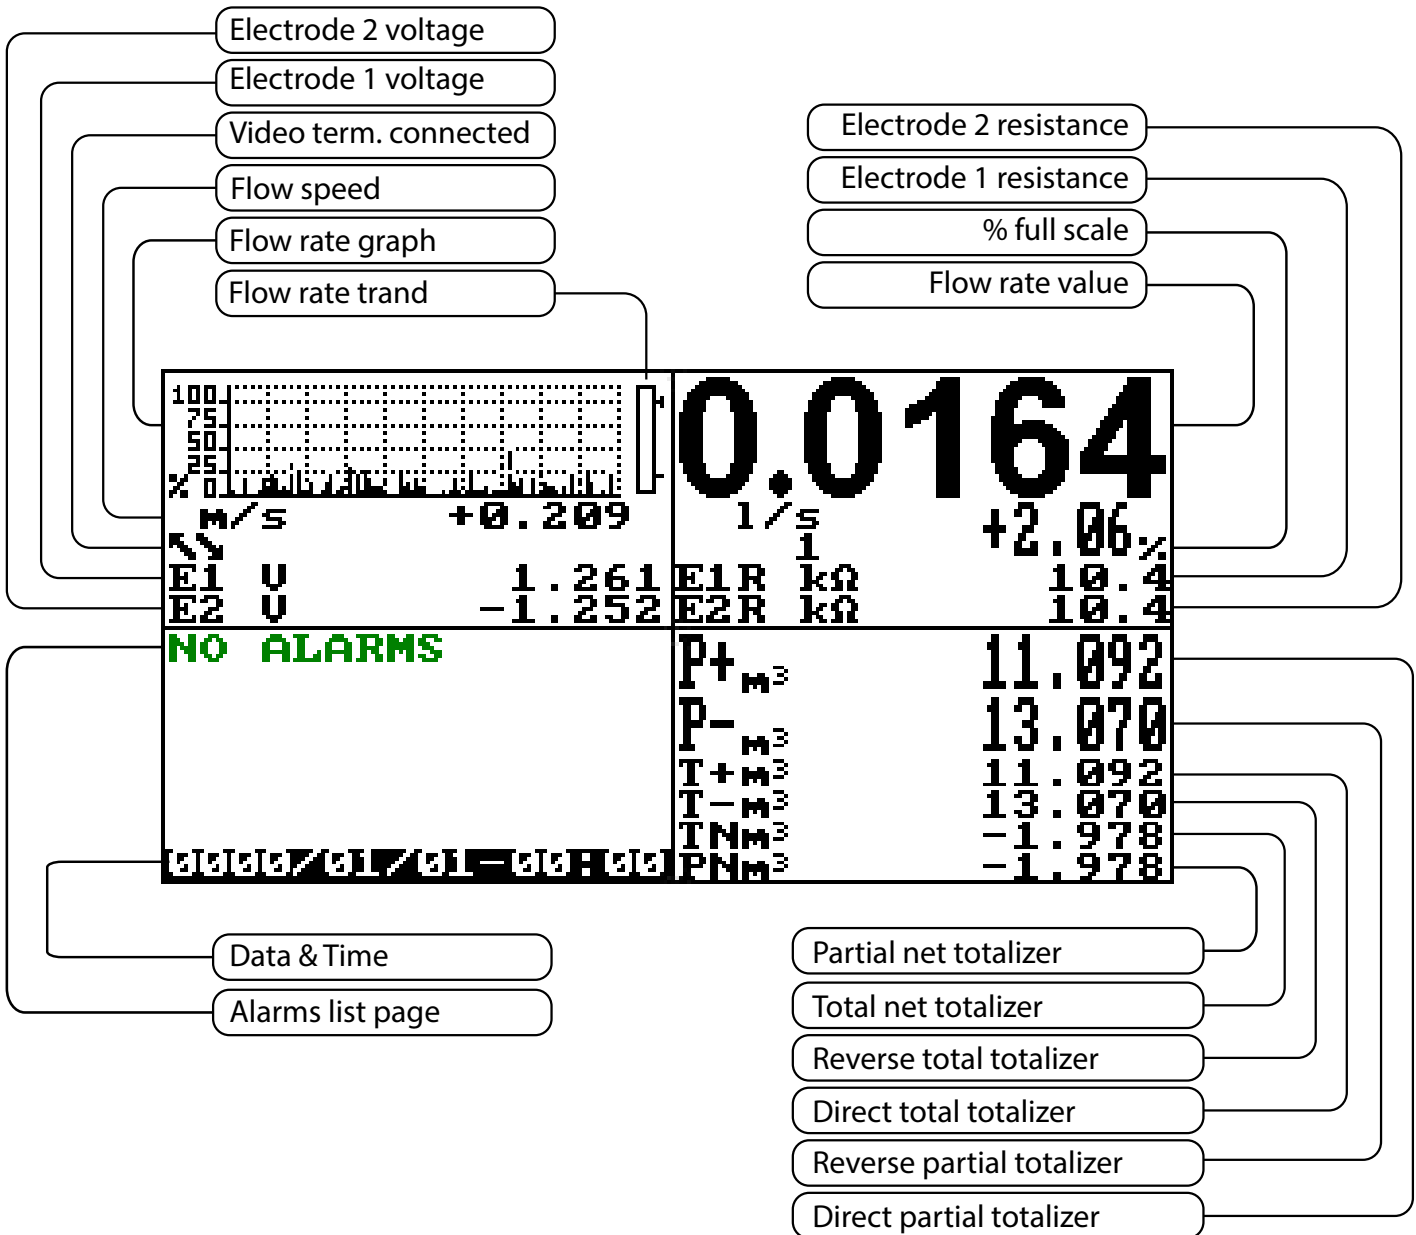 Electrode 2 voltage
Electrode 1 voltage
Video term. connected
Flow speed
Flow rate graph
Flow rate trand
Electrode 2 resistance
Electrode 1 resistance
% full scale
Flow rate value
100
75
50
25
% 0
m/s +0.209
E1 V 1.261
E2 V -1.252
0.0164
l/s +2.06%
1
E1R kΩ 10.4
E2R kΩ 10.4
NO ALARMS
0000/01/01-00:00
P+m³ 11.092
P-m³ 13.070
T+m³ 11.092
T-m³ 13.070
TNm³ -1.978
PNm³ -1.978
Data & Time
Alarms list page
Partial net totalizer
Total net totalizer
Reverse total totalizer
Direct total totalizer
Reverse partial totalizer
Direct partial totalizer